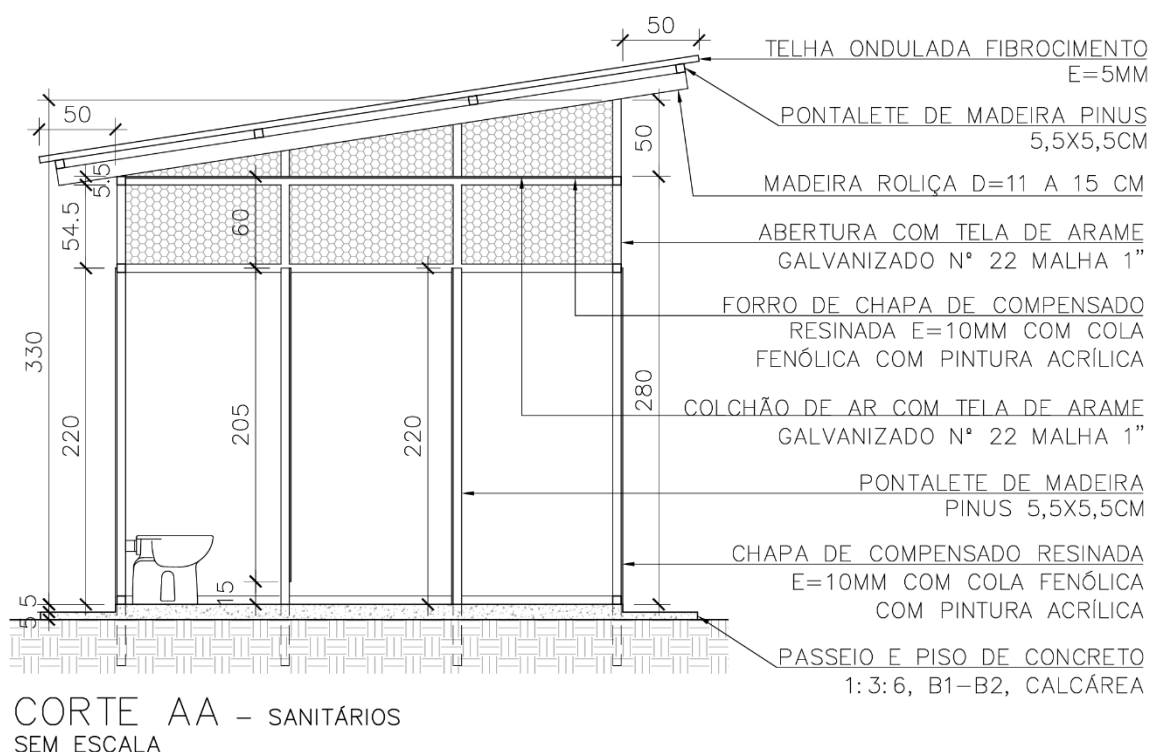 50
TELHA ONDULADA FIBROCIMENTO
E=5MM
50
PONTALETE DE MADEIRA PINUS
5,5X5,5CM
50
5.5
MADEIRA ROLIÇA D=11 A 15 CM
54.5
60
ABERTURA COM TELA DE ARAME
GALVANIZADO Nº 22 MALHA 1”
FORRO DE CHAPA DE COMPENSADO
RESINADA E=10MM COM COLA
FENÓLICA COM PINTURA ACRÍLICA
330
220
205
220
280
COLCHÃO DE AR COM TELA DE ARAME
GALVANIZADO Nº 22 MALHA 1”
PONTALETE DE MADEIRA
PINUS 5,5X5,5CM
CHAPA DE COMPENSADO RESINADA
E=10MM COM COLA FENÓLICA
COM PINTURA ACRÍLICA
15
5
5
PASSEIO E PISO DE CONCRETO
1:3:6, B1-B2, CALCÁREA
CORTE AA - SANITÁRIOS
SEM ESCALA